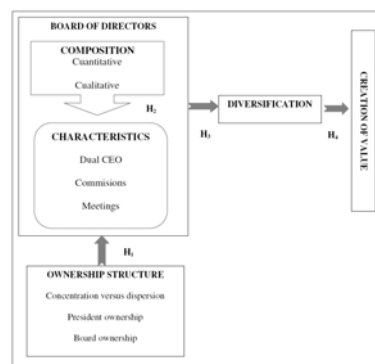 BOARD OF DIRECTORS
COMPOSITION
Cuantitative
Cualitative
H2
CHARACTERISTICS
Dual CEO
Commisions
Meetings
H1
OWNERSHIP STRUCTURE
Concentration versus dispersion
President ownership
Board ownership
H3
DIVERSIFICATION
H4
CREATION OF VALUE